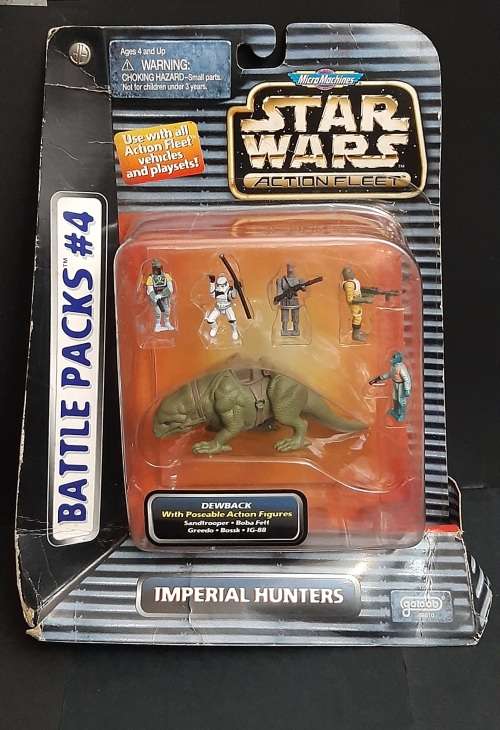 Ages 4 and Up
WARNING:
CHOKING HAZARD–Small parts.
Not for children under 3 years.
Micro Machines
STAR
WARS
ACTION FLEET
Use with all
Action Fleet™
vehicles
and playsets!
BATTLE PACKS™ #4
DEWBACK
With Poseable Action Figures
Sandtrooper • Boba Fett
Greedo • Bossk • IG-88
IMPERIAL HUNTERS
galoob